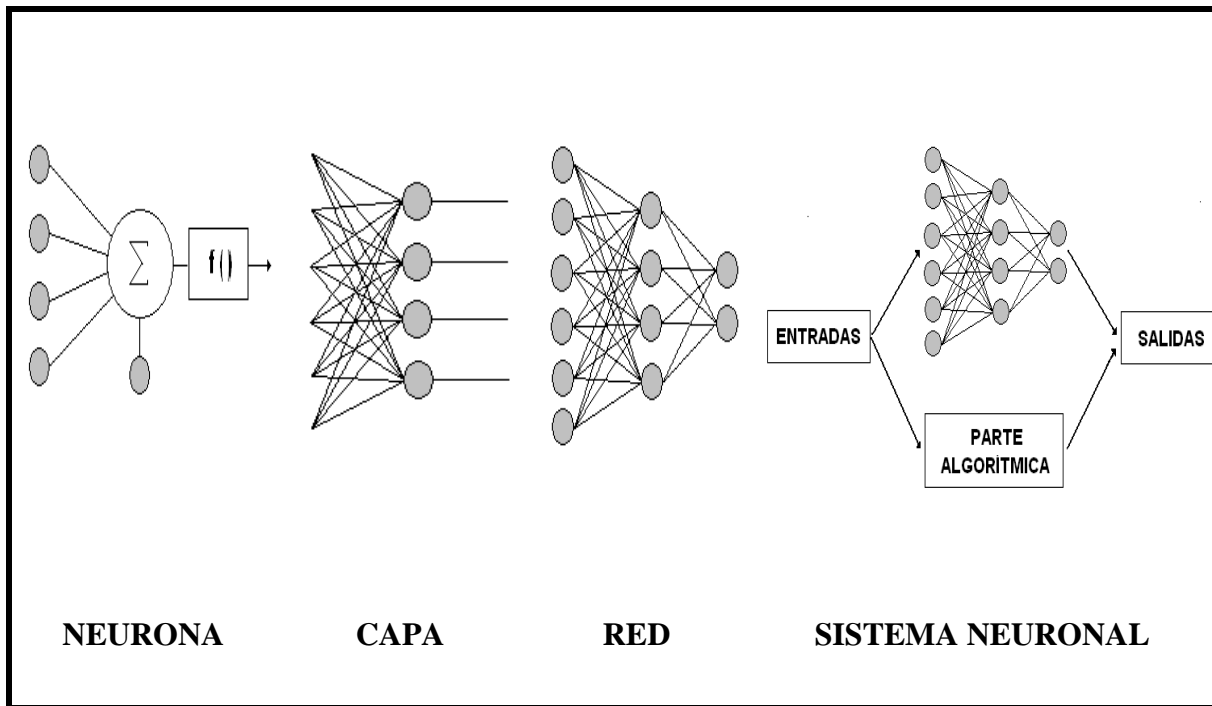 Σ
f()
ENTRADAS
SALIDAS
PARTE
ALGORÍTMICA
NEURONA
CAPA
RED
SISTEMA NEURONAL